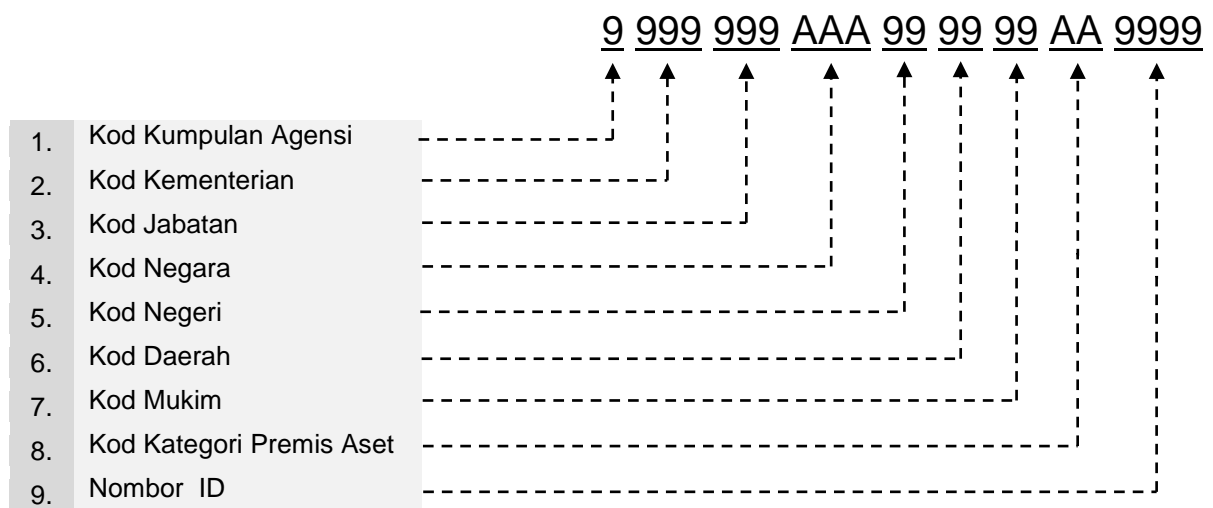 9 999 999 AAA 99 99 99 AA 9999
1. Kod Kumpulan Agensi
2. Kod Kementerian
3. Kod Jabatan
4. Kod Negara
5. Kod Negeri
6. Kod Daerah
7. Kod Mukim
8. Kod Kategori Premis Aset
9. Nombor ID